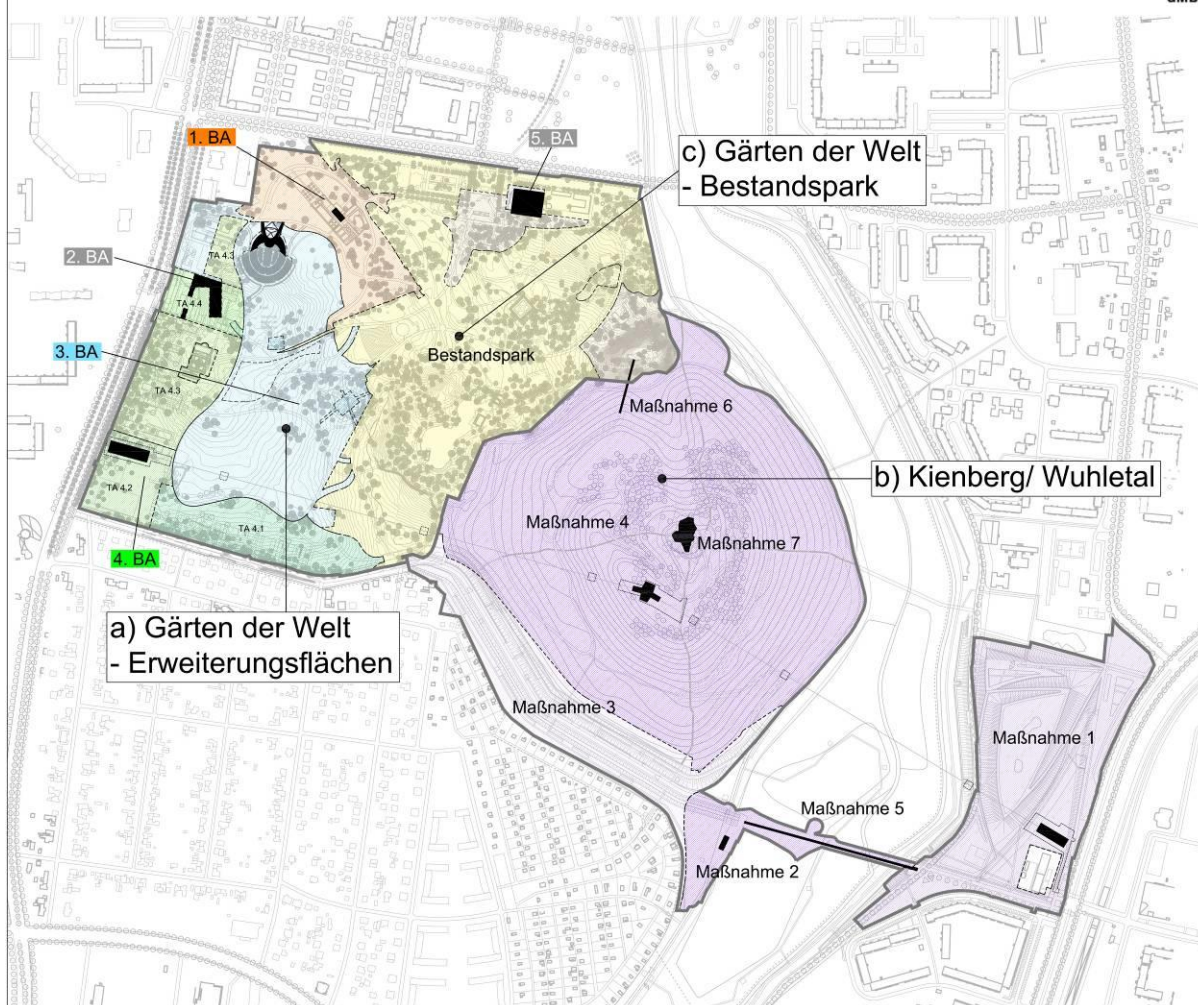 GMB
1. BA
5. BA
c) Gärten der Welt
- Bestandspark
2. BA
TA 4.3
TA 4.4
3. BA
TA 4.3
Bestandspark
Maßnahme 6
b) Kienberg/ Wuhletal
TA 4.2
TA 4.1
Maßnahme 4
Maßnahme 7
4. BA
a) Gärten der Welt
- Erweiterungsflächen
Maßnahme 3
Maßnahme 1
Maßnahme 5
Maßnahme 2